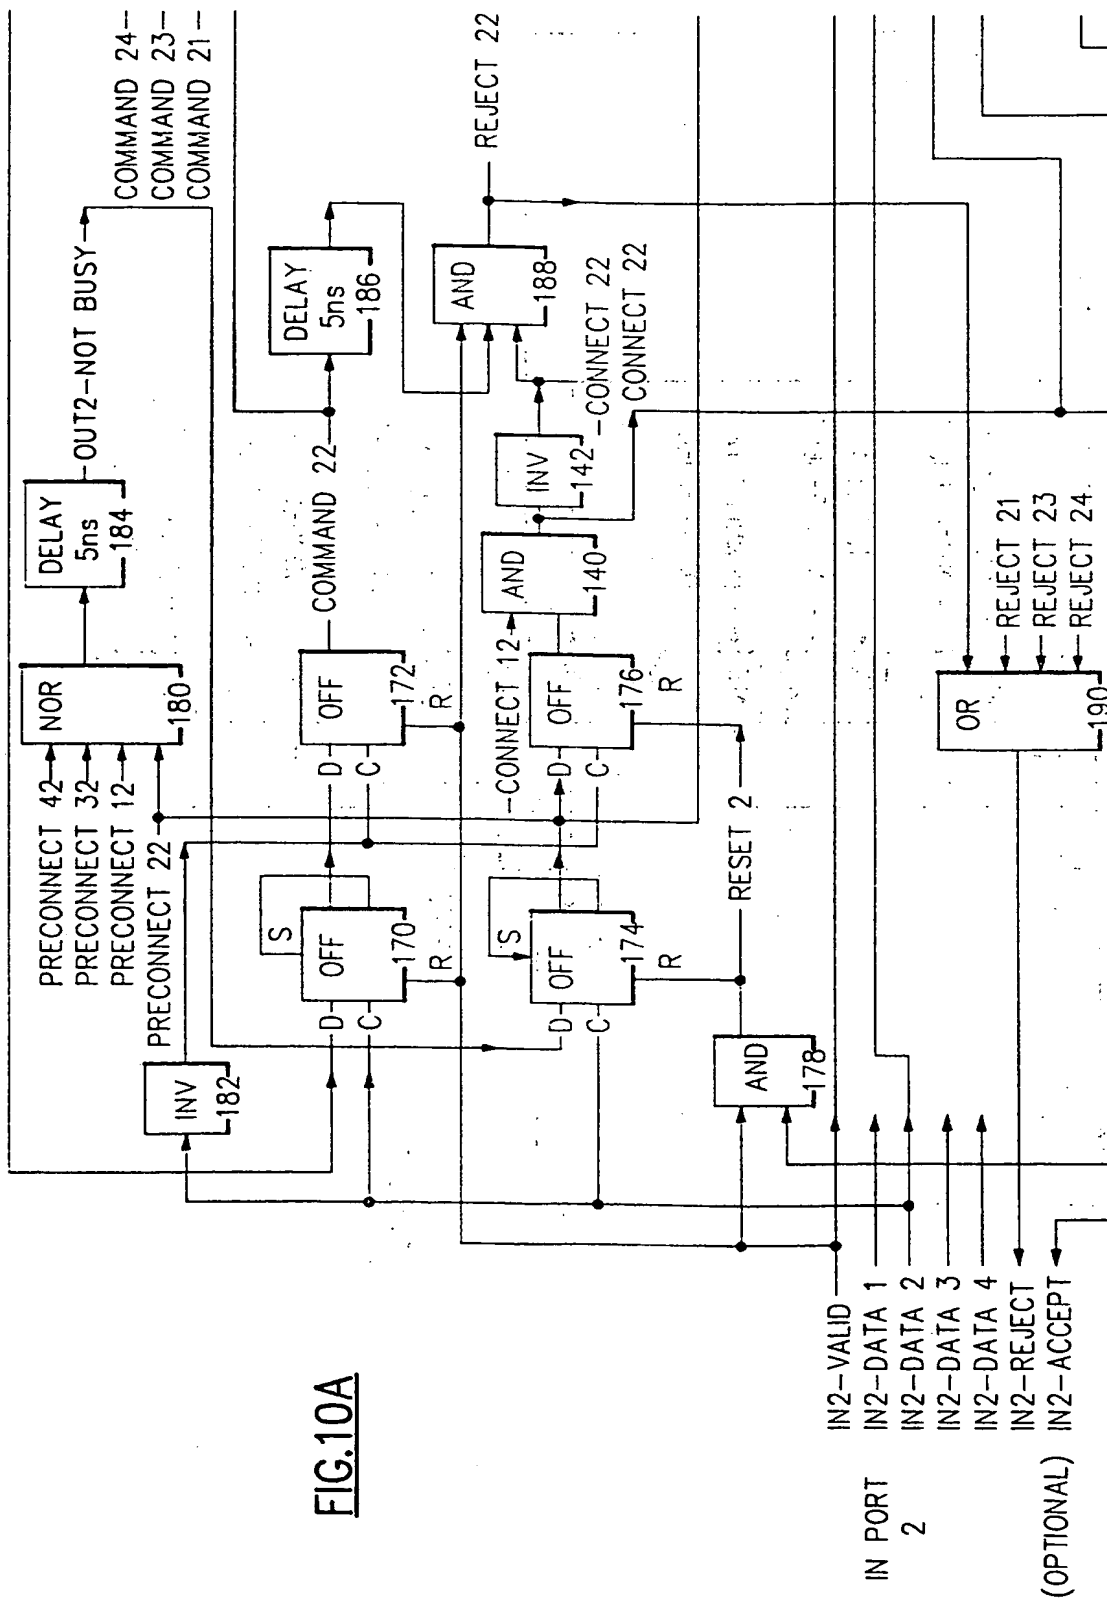 FIG.10A
PRECONNECT 42
PRECONNECT 32
PRECONNECT 12
PRECONNECT 22
NOR
180
DELAY
5ns
184
OUT2-NOT BUSY
COMMAND 24
COMMAND 23
COMMAND 21
INV
182
D
C
S
OFF
170
R
D
C
OFF
172
R
COMMAND 22
DELAY
5ns
186
AND
188
REJECT 22
D
C
S
OFF
174
R
-CONNECT 12
D
C
OFF
176
R
AND
140
INV
142
-CONNECT 22
CONNECT 22
AND
178
RESET 2
IN PORT
2
IN2-VALID
IN2-DATA 1
IN2-DATA 2
IN2-DATA 3
IN2-DATA 4
IN2-REJECT
(OPTIONAL) IN2-ACCEPT
OR
190
REJECT 21
REJECT 23
REJECT 24